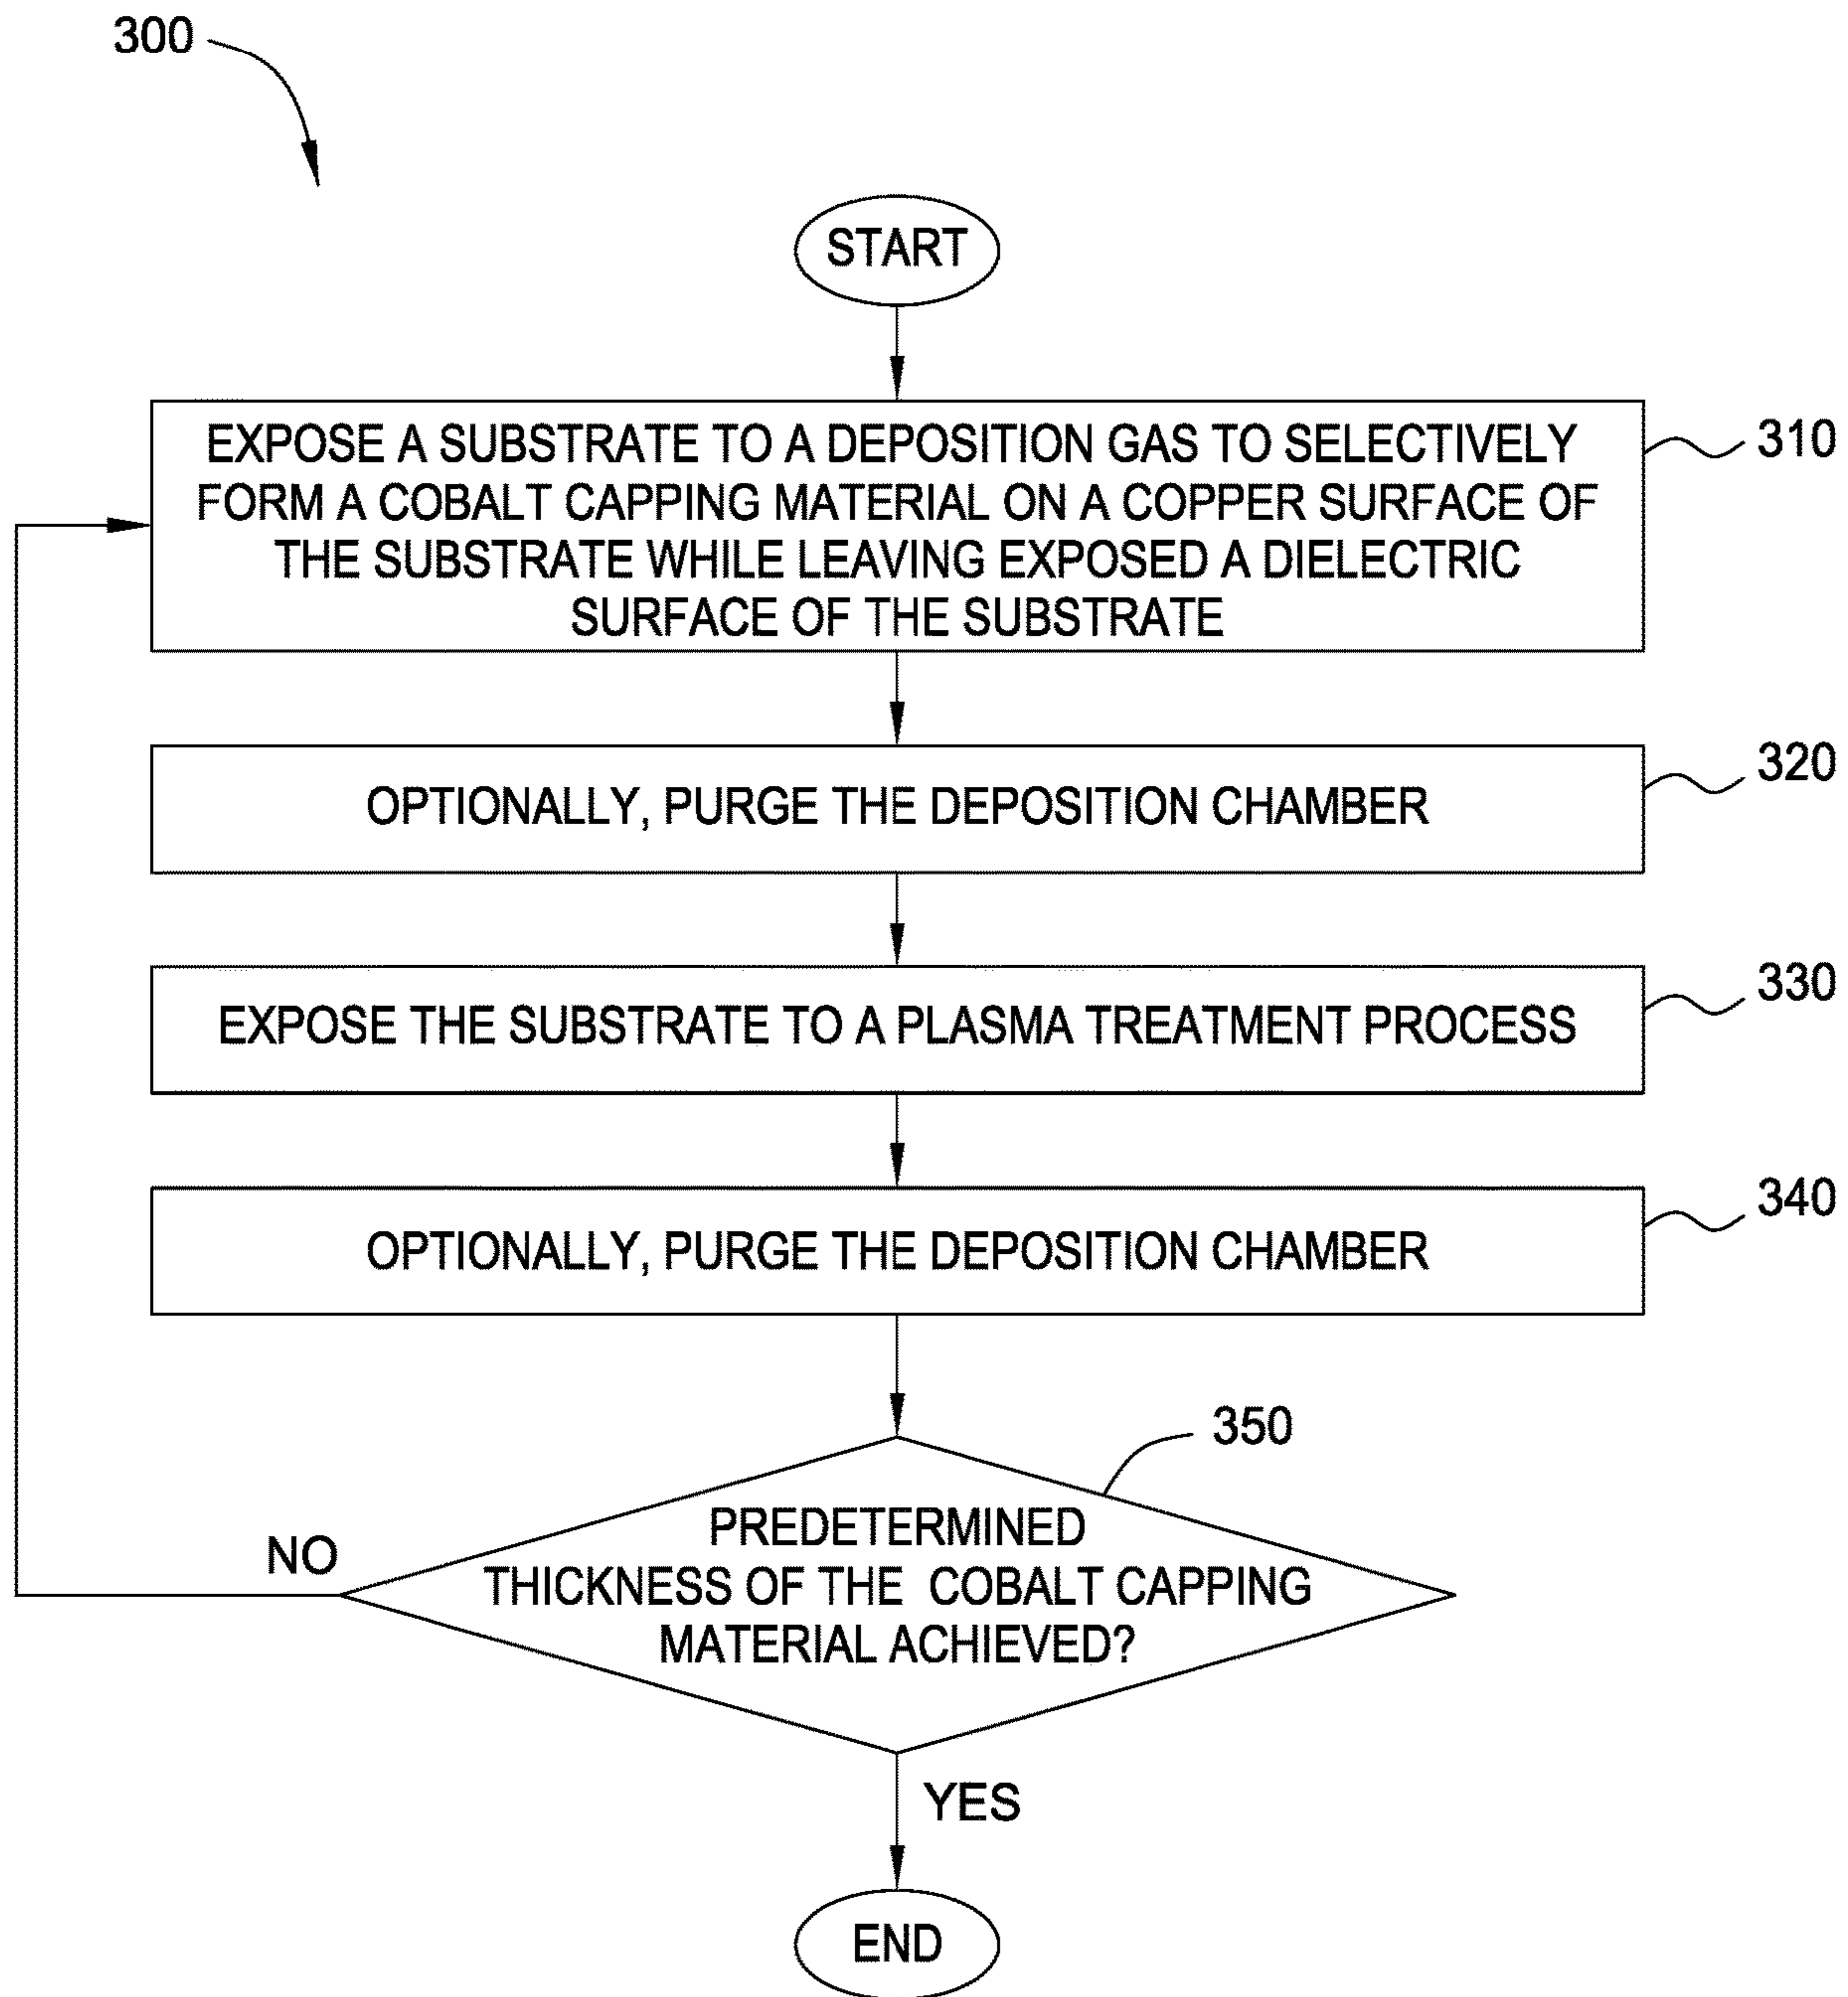 300
START
EXPOSE A SUBSTRATE TO A DEPOSITION GAS TO SELECTIVELY
FORM A COBALT CAPPING MATERIAL ON A COPPER SURFACE OF
THE SUBSTRATE WHILE LEAVING EXPOSED A DIELECTRIC
SURFACE OF THE SUBSTRATE
310
OPTIONALLY, PURGE THE DEPOSITION CHAMBER
320
EXPOSE THE SUBSTRATE TO A PLASMA TREATMENT PROCESS
330
OPTIONALLY, PURGE THE DEPOSITION CHAMBER
340
350
PREDETERMINED
THICKNESS OF THE COBALT CAPPING
MATERIAL ACHIEVED?
NO
YES
END